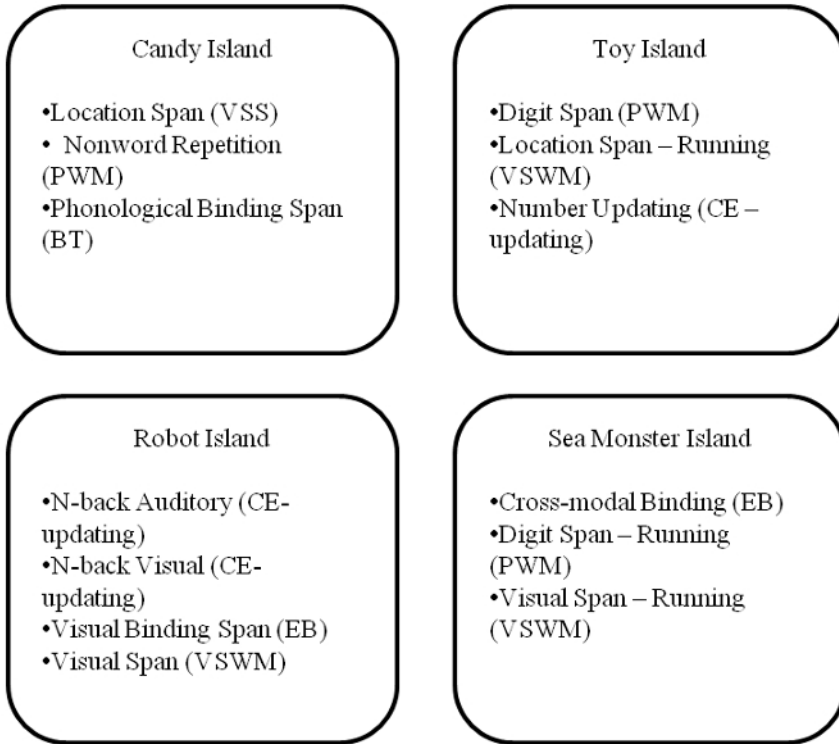 Candy Island
•Location Span (VSS)
• Nonword Repetition
(PWM)
•Phonological Binding Span
(BT)
Toy Island
•Digit Span (PWM)
•Location Span – Running
(VSWM)
•Number Updating (CE –
updating)
Robot Island
•N-back Auditory (CE-
updating)
•N-back Visual (CE-
updating)
•Visual Binding Span (EB)
•Visual Span (VSWM)
Sea Monster Island
•Cross-modal Binding (EB)
•Digit Span – Running
(PWM)
•Visual Span – Running
(VSWM)